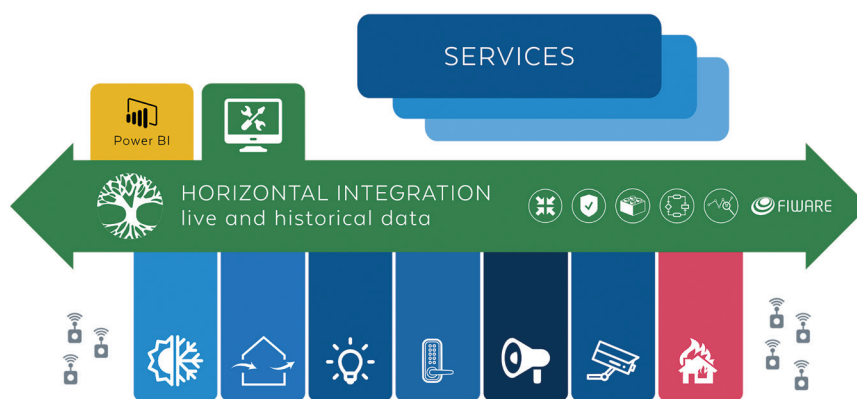 SERVICES
Power BI
HORIZONTAL INTEGRATION
live and historical data
FIWARE